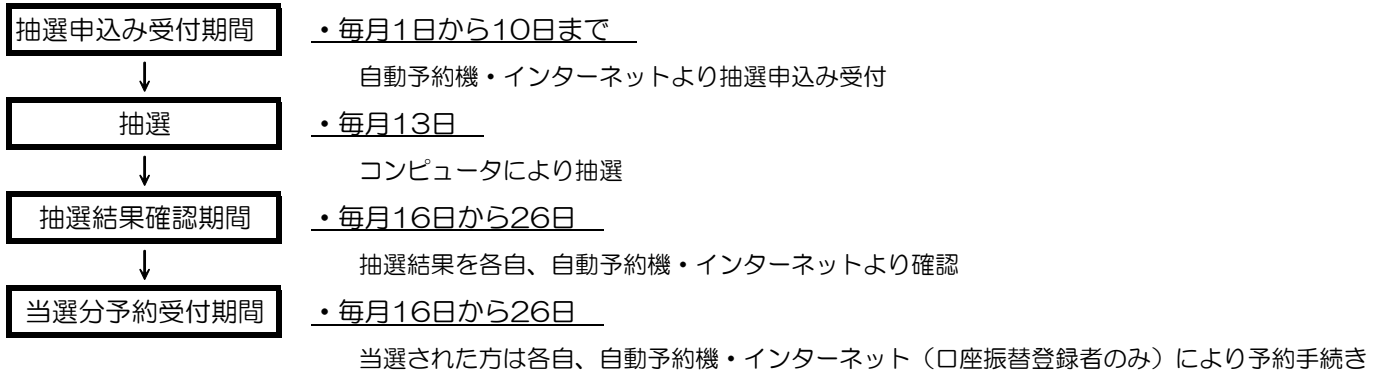 抽選申込み受付期間 ・毎月1日から10日まで
↓ 自動予約機・インターネットより抽選申込み受付
抽選 ・毎月13日
↓ コンピュータにより抽選
抽選結果確認期間 ・毎月16日から26日
↓ 抽選結果を各自、自動予約機・インターネットより確認
当選分予約受付期間 ・毎月16日から26日
当選された方は各自、自動予約機・インターネット（口座振替登録者のみ）により予約手続き